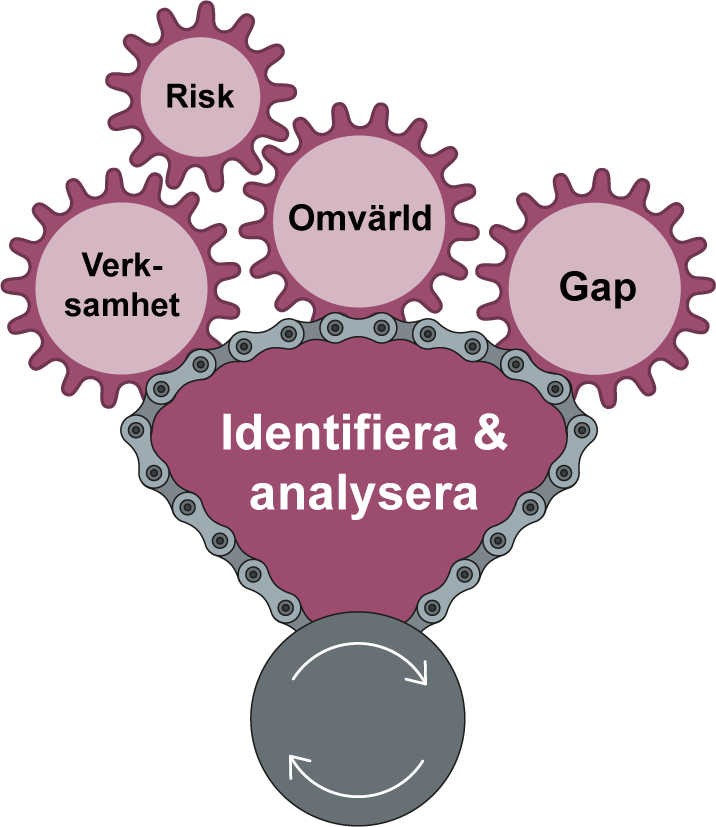 Risk
Omvärld
Verk-
samhet
Gap
Identifiera &
analysera